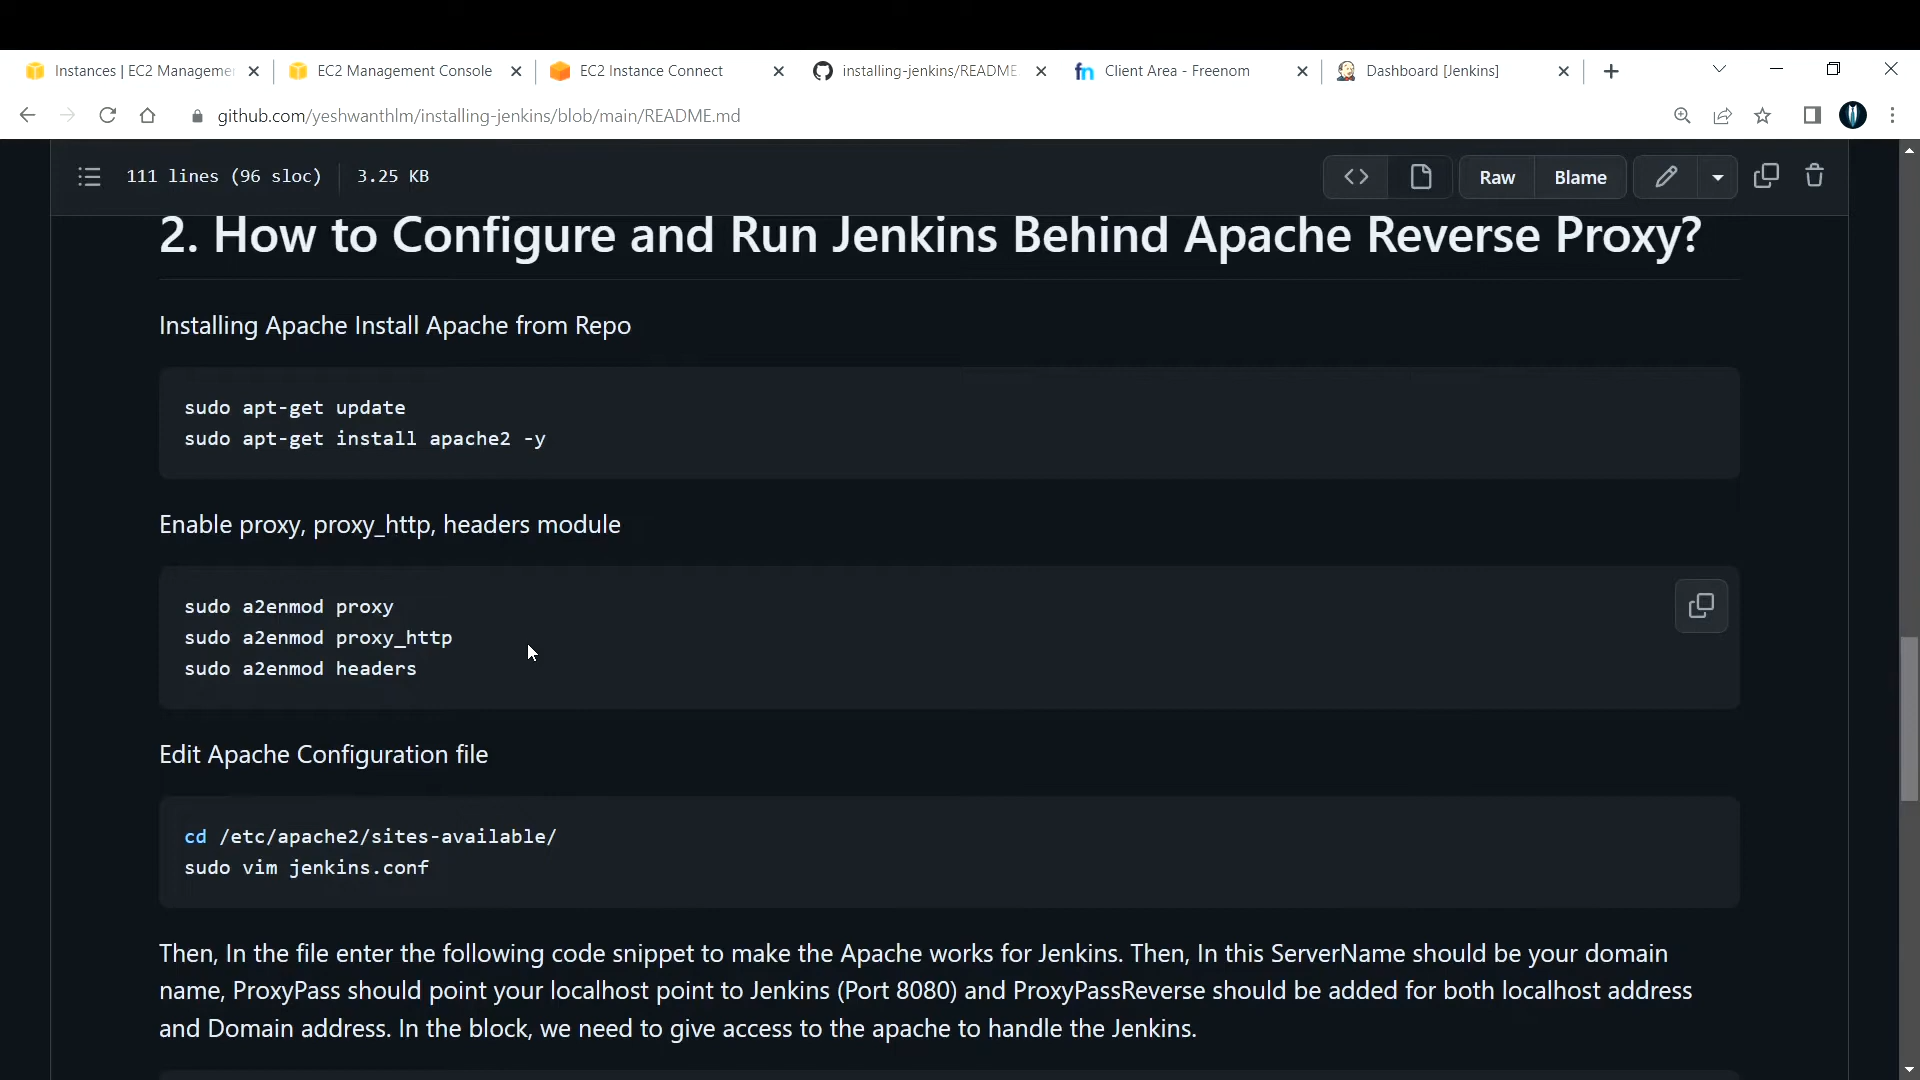 Instances | EC2 Manageme
EC2 Management Console
EC2 Instance Connect
installing-jenkins/README
fn Client Area - Freenom
Dashboard [Jenkins]
github.com/yeshwanthlm/installing-jenkins/blob/main/README.md
111 lines (96 sloc) 3.25 KB
Raw Blame
2. How to Configure and Run Jenkins Behind Apache Reverse Proxy?
Installing Apache Install Apache from Repo
sudo apt-get update
sudo apt-get install apache2 -y
Enable proxy, proxy_http, headers module
sudo a2enmod proxy
sudo a2enmod proxy_http
sudo a2enmod headers
Edit Apache Configuration file
cd /etc/apache2/sites-available/
sudo vim jenkins.conf
Then, In the file enter the following code snippet to make the Apache works for Jenkins. Then, In this ServerName should be your domain
name, ProxyPass should point your localhost point to Jenkins (Port 8080) and ProxyPassReverse should be added for both localhost address
and Domain address. In the block, we need to give access to the apache to handle the Jenkins.